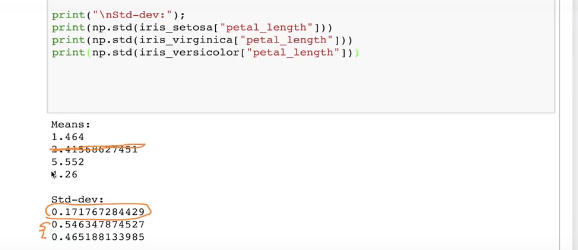 print("\nStd-dev:");
print(np.std(iris_setosa["petal_length"]))
print(np.std(iris_virginica["petal_length"]))
print(np.std(iris_versicolor["petal_length"]))
Means:
1.464
2.41568627451
5.552
4.26
Std-dev:
0.171767284429
0.546347874527
0.465188133985